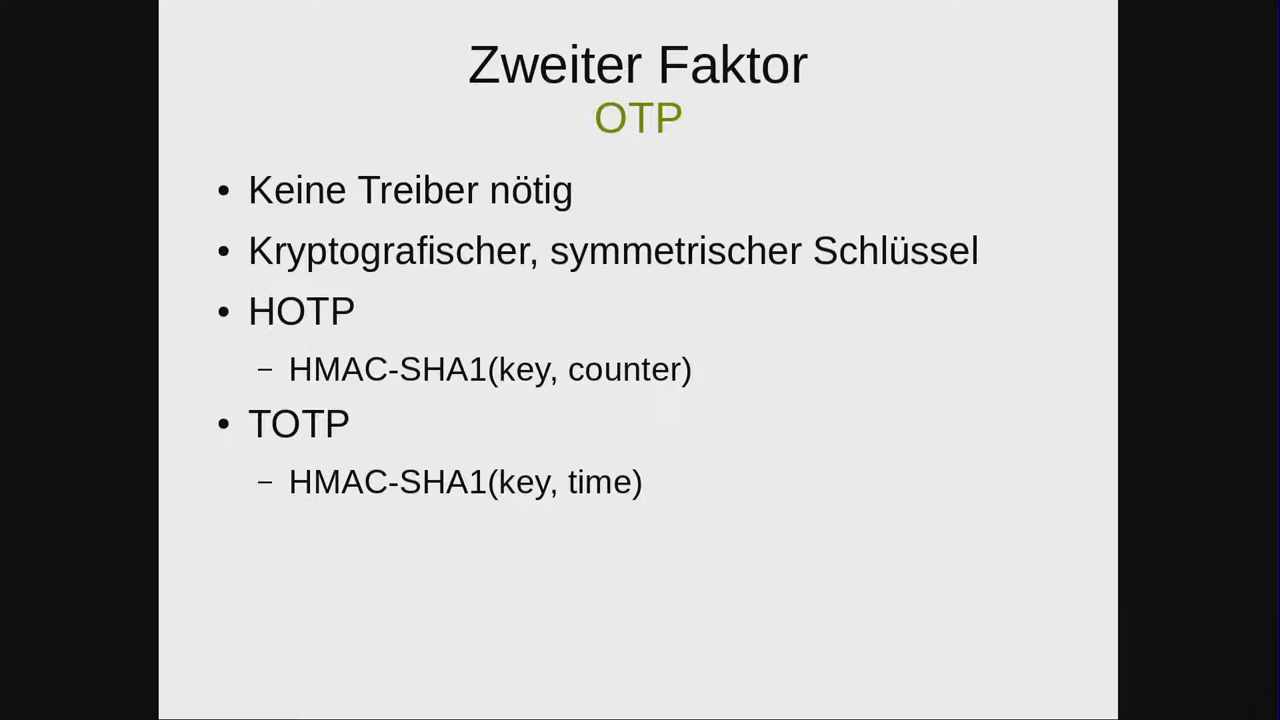 Zweiter Faktor
OTP
• Keine Treiber nötig
• Kryptografischer, symmetrischer Schlüssel
• HOTP
– HMAC-SHA1(key, counter)
• TOTP
– HMAC-SHA1(key, time)